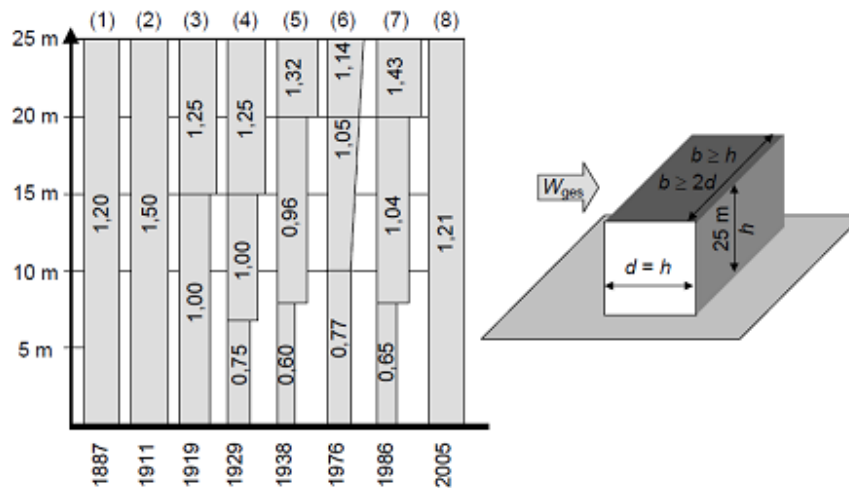 (1) (2) (3) (4) (5) (6) (7) (8)
25 m
20 m
15 m
10 m
5 m
1,20
1,50
1,25
1,00
1,25
1,00
0,75
1,32
0,96
0,60
1,14
1,05
0,77
1,43
1,04
0,65
1,21
1887 1911 1919 1929 1938 1976 1986 2005
Wges
b ≥ h
b ≥ 2d
25 m
h
d = h